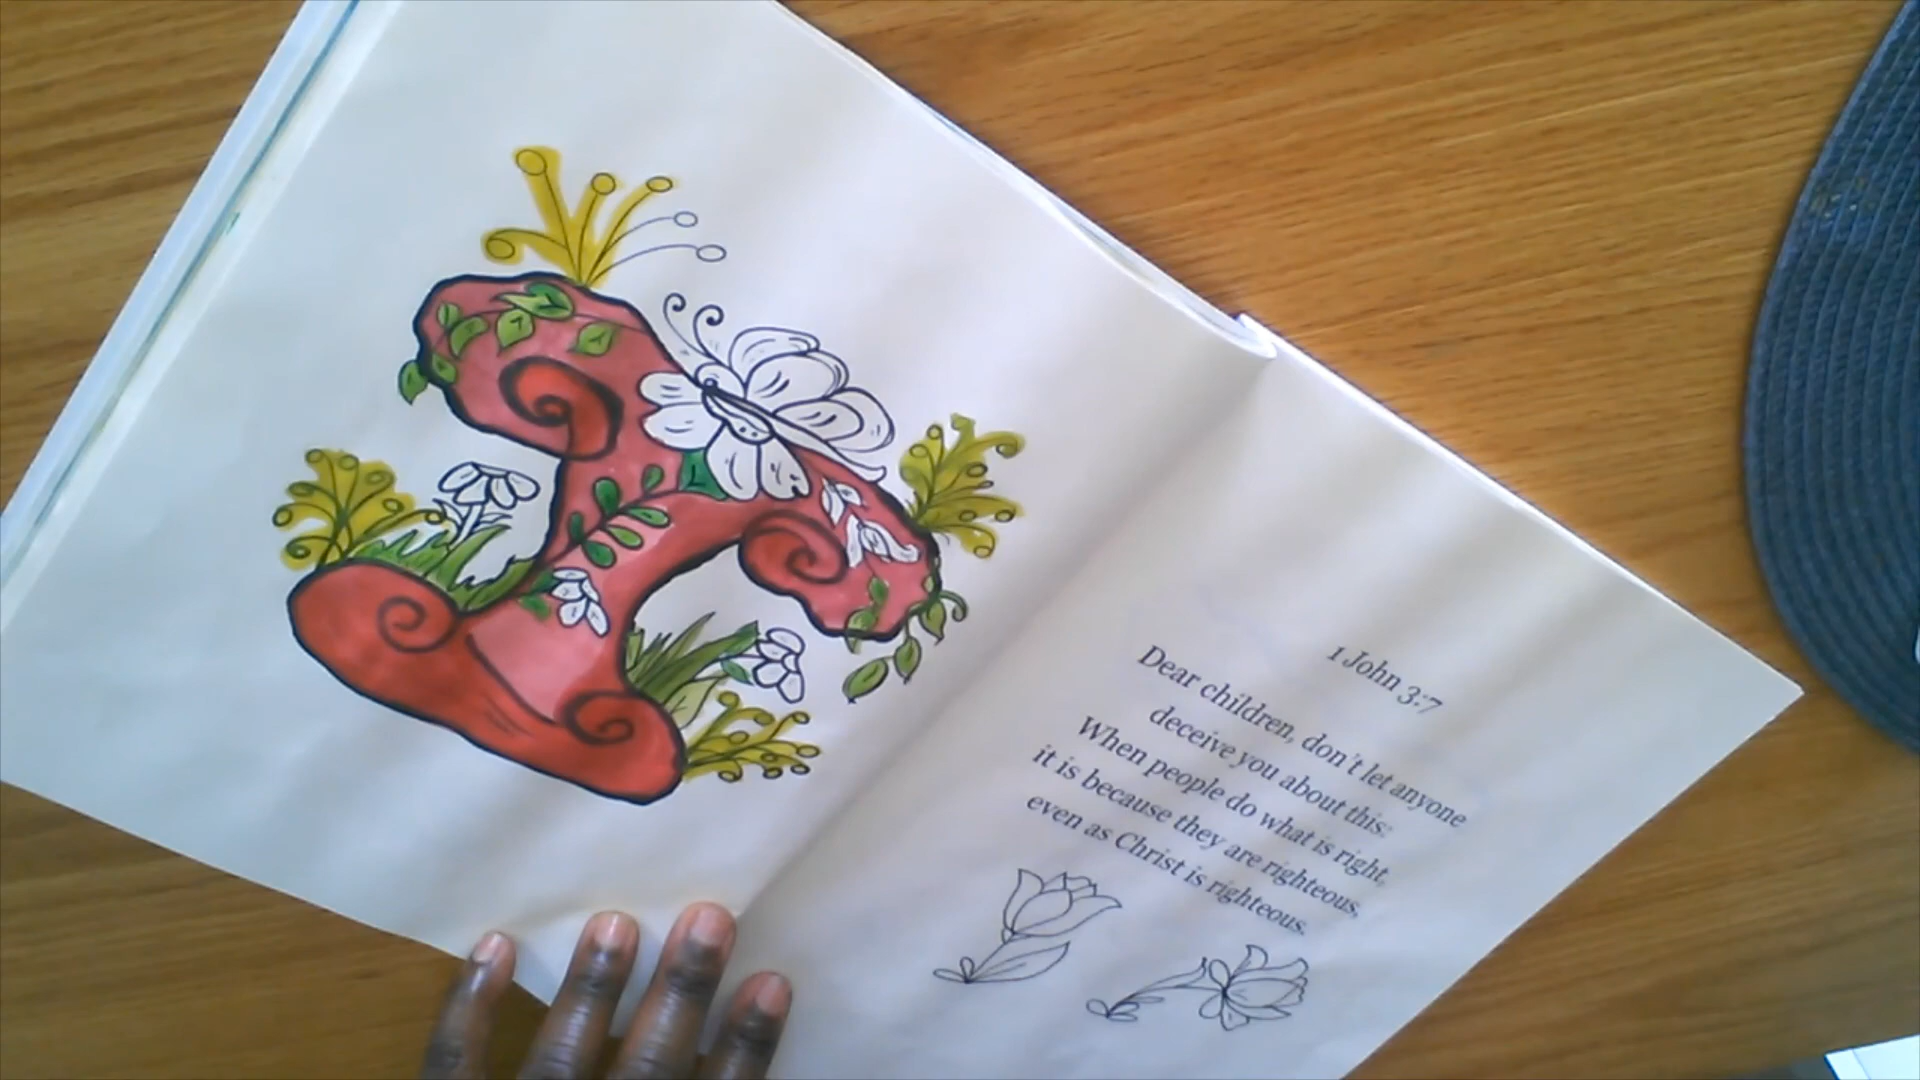 1 John 3:7
Dear children, don't let anyone
deceive you about this:
When people do what is right,
it is because they are righteous,
even as Christ is righteous.